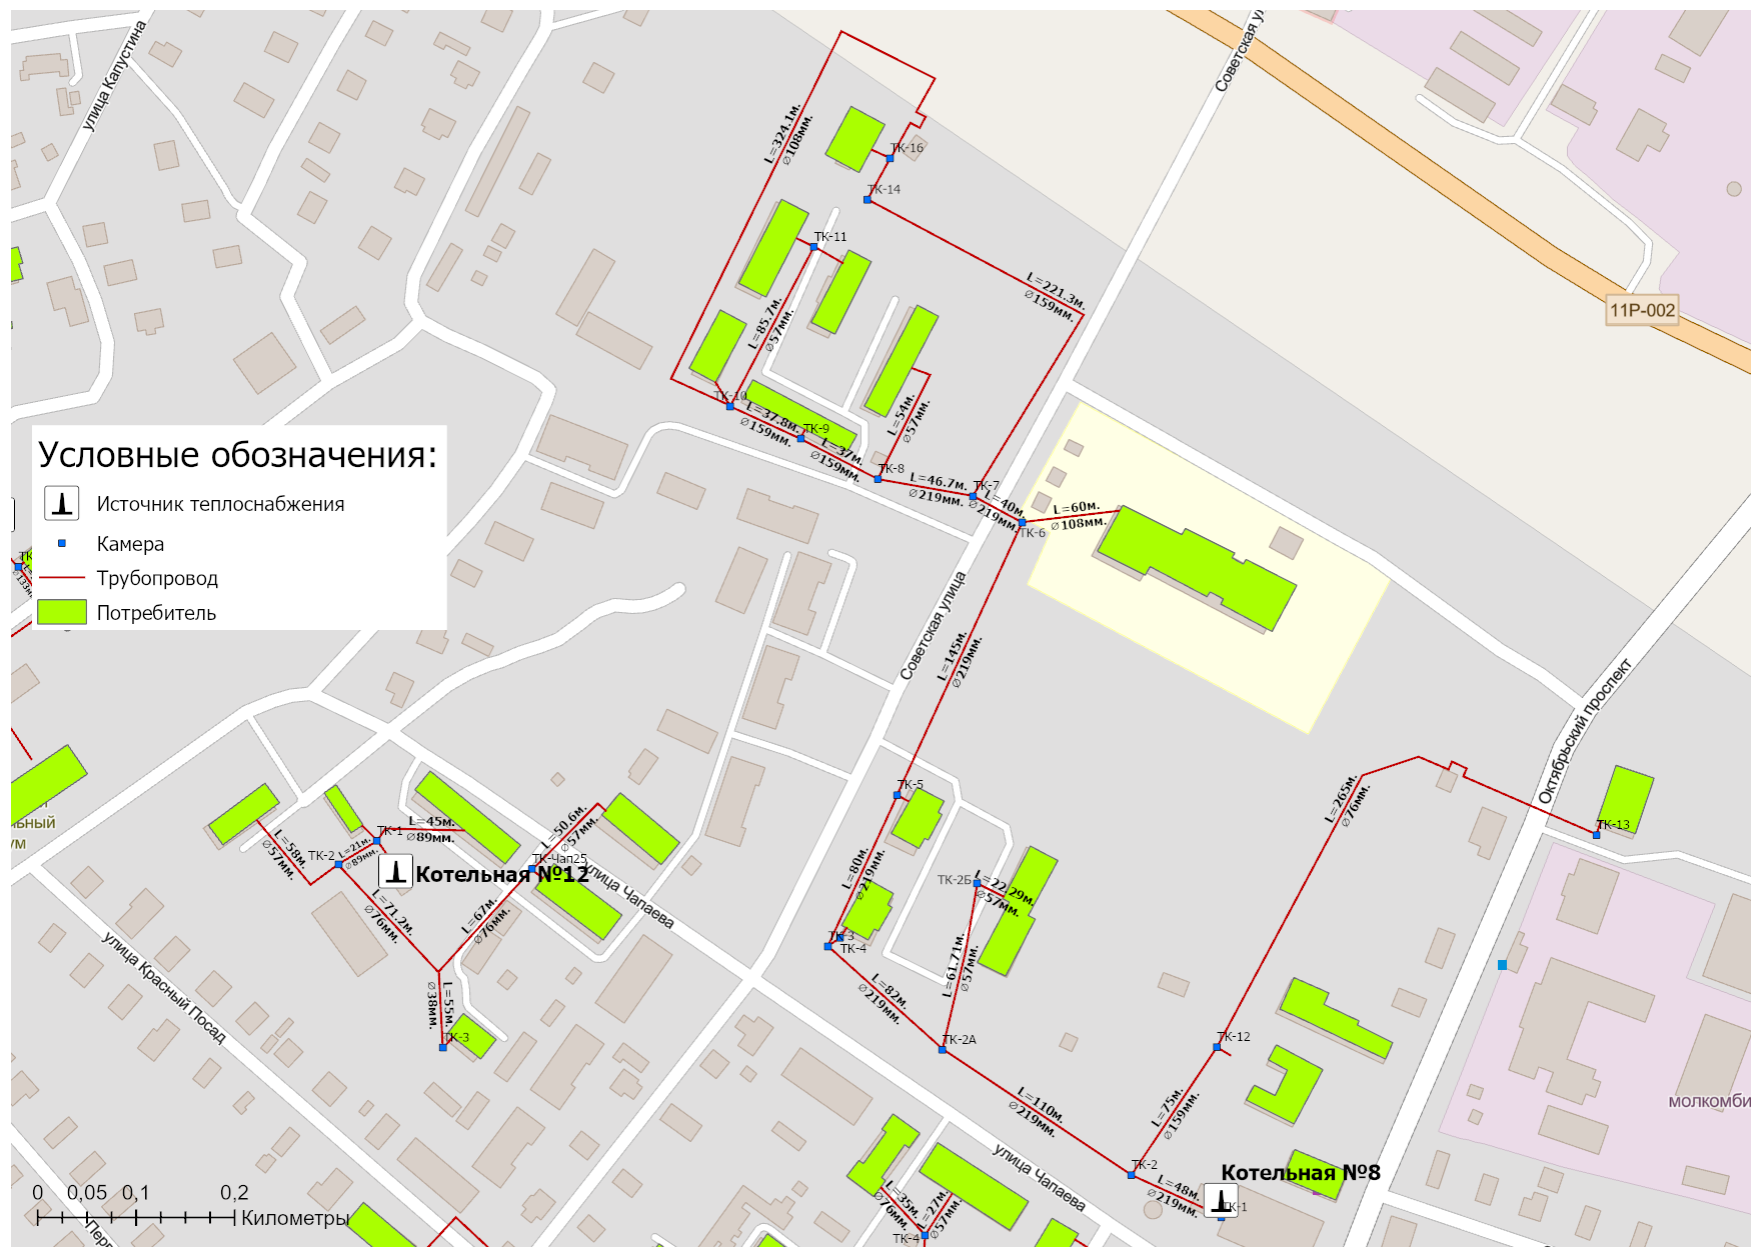 улица Капустина
Советская ул
11Р-002
L=324.1м.
∅108мм.
ТК-16
ТК-14
ТК-11
L=221.3м.
∅159мм.
L=85.7м.
∅57мм.
ТК-10
L=37.8м.
∅159мм.
ТК-9
L=37м.
∅159мм.
L=54м.
∅57мм.
ТК-8
L=46.7м.
∅219мм.
ТК-7
L=40м.
∅219мм.
ТК-6
L=60м.
∅108мм.
Условные обозначения:
Источник теплоснабжения
Камера
Трубопровод
Потребитель
Советская улица
L=145м.
∅219мм.
Октябрьский проспект
ТК-5
L=265м.
∅76мм.
ТК-13
L=80м.
∅219мм.
ТК-3
ТК-4
ТК-2Б
L=22.29м.
∅57мм.
L=61.71м.
∅57мм.
L=82м.
∅219мм.
ТК-2А
ТК-12
L=110м.
∅219мм.
L=75м.
∅159мм.
ТК-2
L=48м.
∅219мм.
Котельная №8
ТК-1
ТК-1
L=45м.
∅89мм.
ТК-2
L=21м.
∅89мм.
L=58м.
∅57мм.
Котельная №12
L=50.6м.
∅57мм.
ТК-Чап25
улица Чапаева
L=71.2м.
∅76мм.
L=67м.
∅76мм.
L=55м.
∅38мм.
ТК-3
улица Красный Посад
улица Чапаева
L=35м.
∅76мм.
L=27м.
∅57мм.
ТК-4
молкомби
льный
ум
0 0,05 0,1 0,2
Километры
Перв